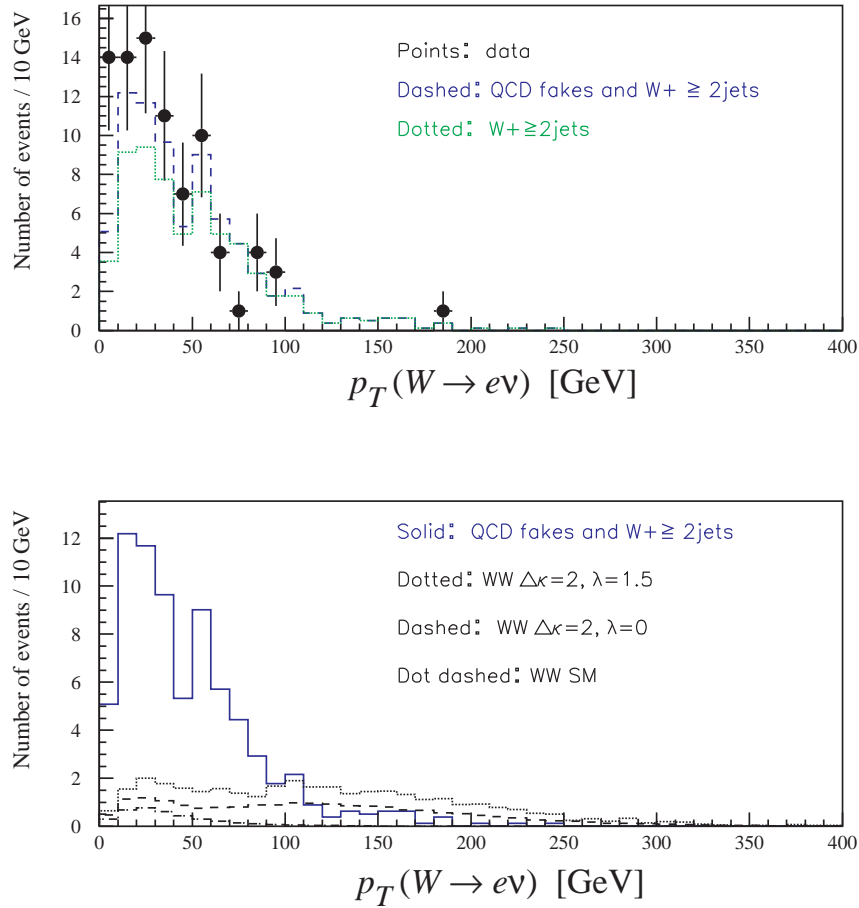 Number of events / 10 GeV
16
14
12
10
8
6
4
2
0
Points: data
Dashed: QCD fakes and W+ ≧ 2jets
Dotted: W+≧2jets
0 50 100 150 200 250 300 350 400
p_T(W → eν) [GeV]
Number of events / 10 GeV
12
10
8
6
4
2
0
Solid: QCD fakes and W+≧ 2jets
Dotted: WW Δκ=2, λ=1.5
Dashed: WW Δκ=2, λ=0
Dot dashed: WW SM
0 50 100 150 200 250 300 350 400
p_T(W → eν) [GeV]